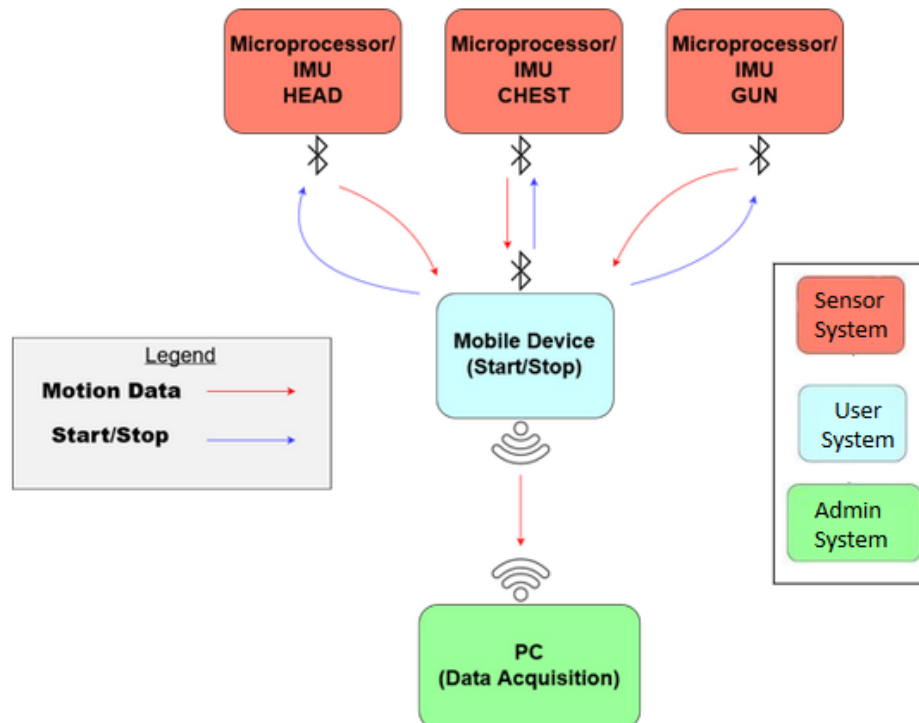 Microprocessor/
IMU
HEAD
Microprocessor/
IMU
CHEST
Microprocessor/
IMU
GUN
Mobile Device
(Start/Stop)
Legend
Motion Data
Start/Stop
Sensor
System
User
System
Admin
System
PC
(Data Acquisition)